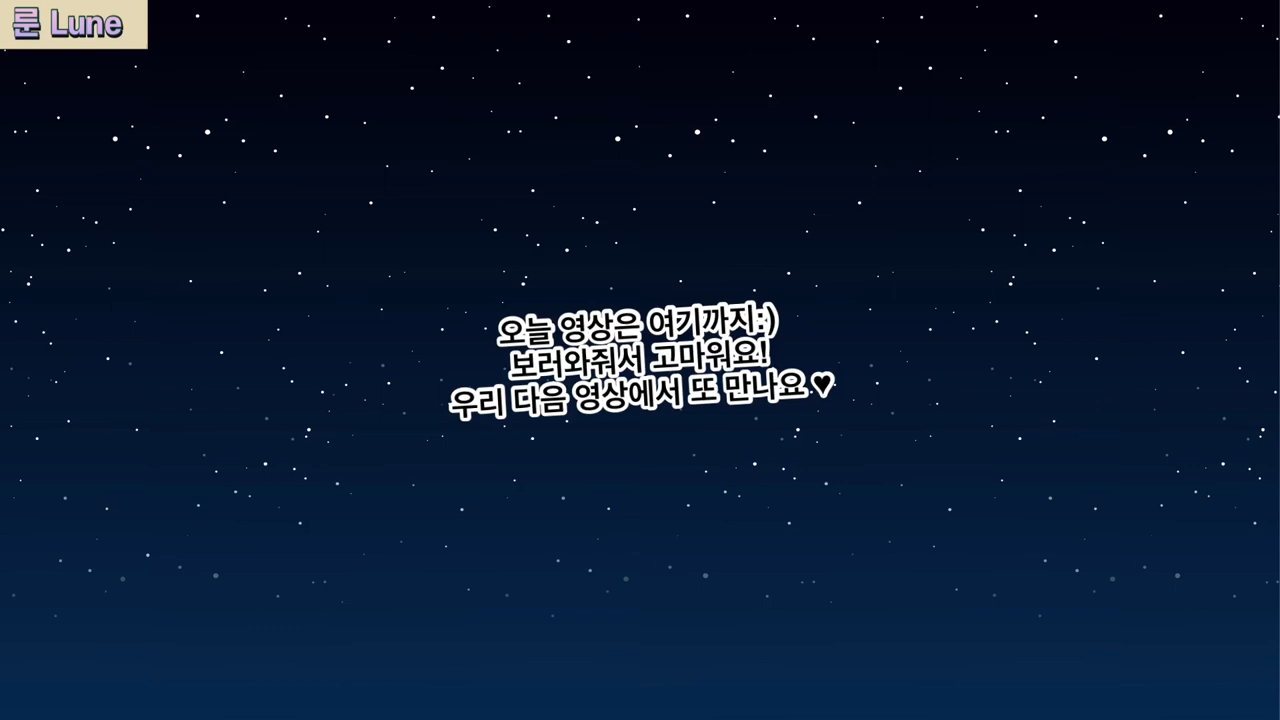 룬 Lune
오늘 영상은 여기까지:)
보러와줘서 고마워요!
우리 다음 영상에서 또 만나요 ♥